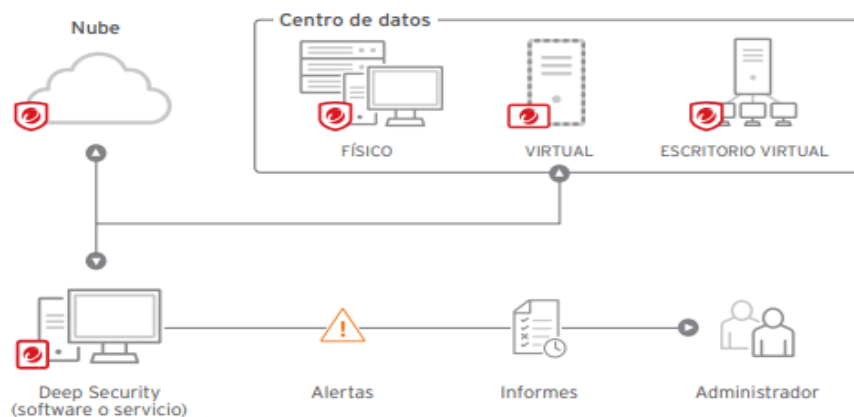 Nube
Centro de datos
FÍSICO
VIRTUAL
ESCRITORIO VIRTUAL
Deep Security
(software o servicio)
Alertas
Informes
Administrador